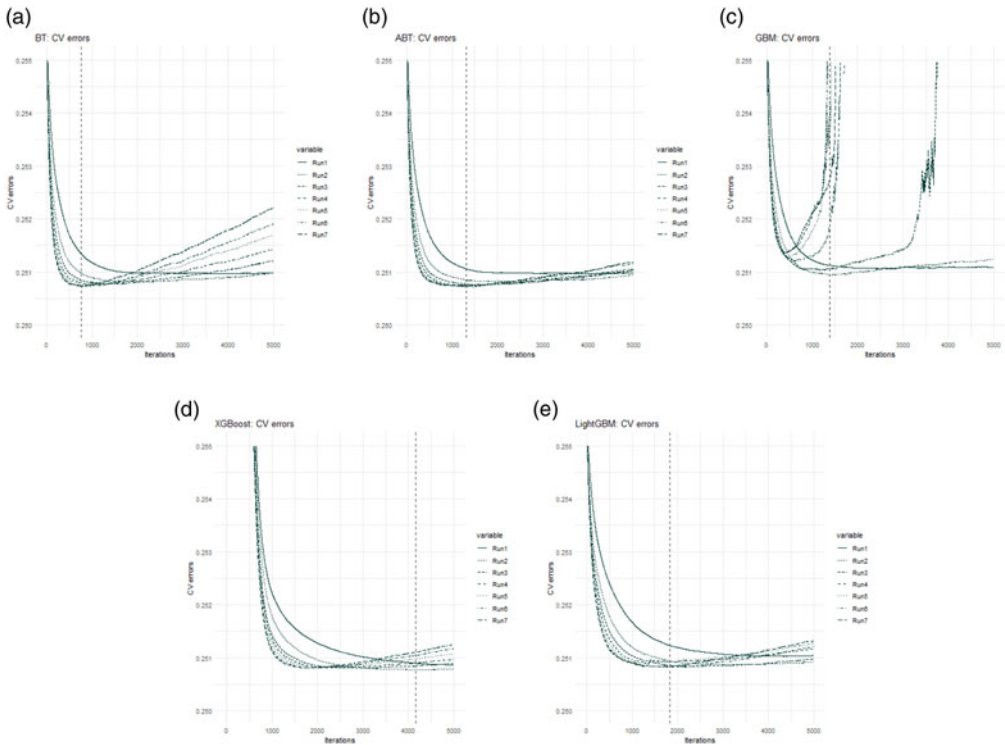 (a)
BT: CV errors
0.255
0.254
0.253
0.252
0.251
0.250
CV errors
0 1000 2000 3000 4000 5000
Iterations
variable
Run1
Run2
Run3
Run4
Run5
Run6
Run7
(b)
ABT: CV errors
0.255
0.254
0.253
0.252
0.251
0.250
CV errors
0 1000 2000 3000 4000 5000
Iterations
variable
Run1
Run2
Run3
Run4
Run5
Run6
Run7
(c)
GBM: CV errors
0.255
0.254
0.253
0.252
0.251
0.250
CV errors
0 1000 2000 3000 4000 5000
Iterations
variable
Run1
Run2
Run3
Run4
Run5
Run6
Run7
(d)
XGBoost: CV errors
0.255
0.254
0.253
0.252
0.251
0.250
CV errors
0 1000 2000 3000 4000 5000
Iterations
variable
Run1
Run2
Run3
Run4
Run5
Run6
Run7
(e)
LightGBM: CV errors
0.255
0.254
0.253
0.252
0.251
0.250
CV errors
0 1000 2000 3000 4000 5000
Iterations
variable
Run1
Run2
Run3
Run4
Run5
Run6
Run7